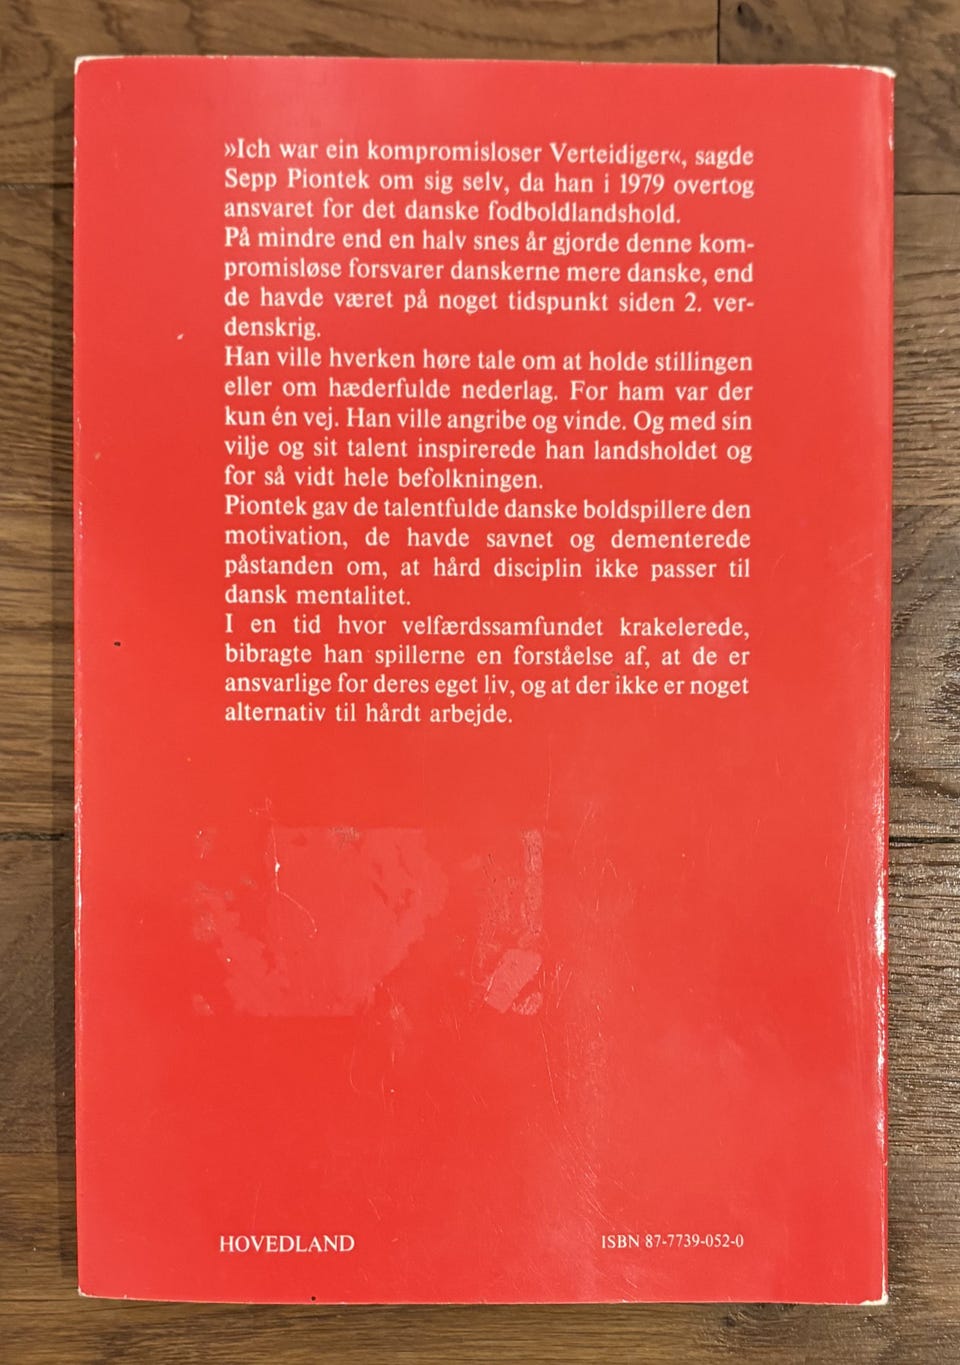 »Ich war ein kompromisloser Verteidiger«, sagde
Sepp Piontek om sig selv, da han i 1979 overtog
ansvaret for det danske fodboldlandshold.
På mindre end en halv snes år gjorde denne kom-
promisløse forsvarer danskerne mere danske, end
de havde været på noget tidspunkt siden 2. ver-
denskrig.
Han ville hverken høre tale om at holde stillingen
eller om hæderfulde nederlag. For ham var der
kun én vej. Han ville angribe og vinde. Og med sin
vilje og sit talent inspirerede han landsholdet og
for så vidt hele befolkningen.
Piontek gav de talentfulde danske boldspillere den
motivation, de havde savnet og dementerede
påstanden om, at hård disciplin ikke passer til
dansk mentalitet.
I en tid hvor velfærdssamfundet krakelerede,
bibragte han spillerne en forståelse af, at de er
ansvarlige for deres eget liv, og at der ikke er noget
alternativ til hårdt arbejde.
HOVEDLAND
ISBN 87-7739-052-0